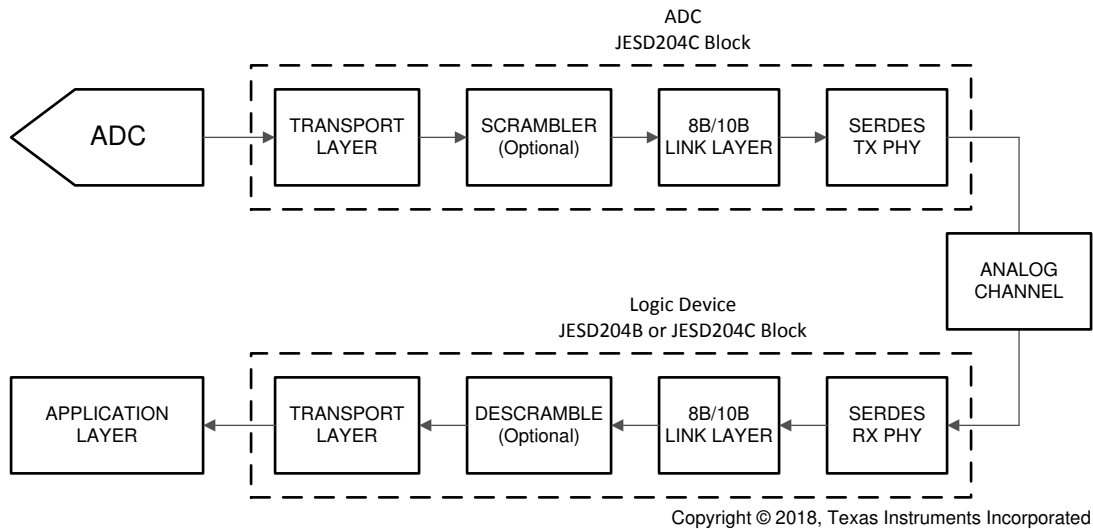 ADC
JESD204C Block
ADC
TRANSPORT
LAYER
SCRAMBLER
(Optional)
8B/10B
LINK LAYER
SERDES
TX PHY
ANALOG
CHANNEL
Logic Device
JESD204B or JESD204C Block
APPLICATION
LAYER
TRANSPORT
LAYER
DESCRAMBLE
(Optional)
8B/10B
LINK LAYER
SERDES
RX PHY
Copyright © 2018, Texas Instruments Incorporated